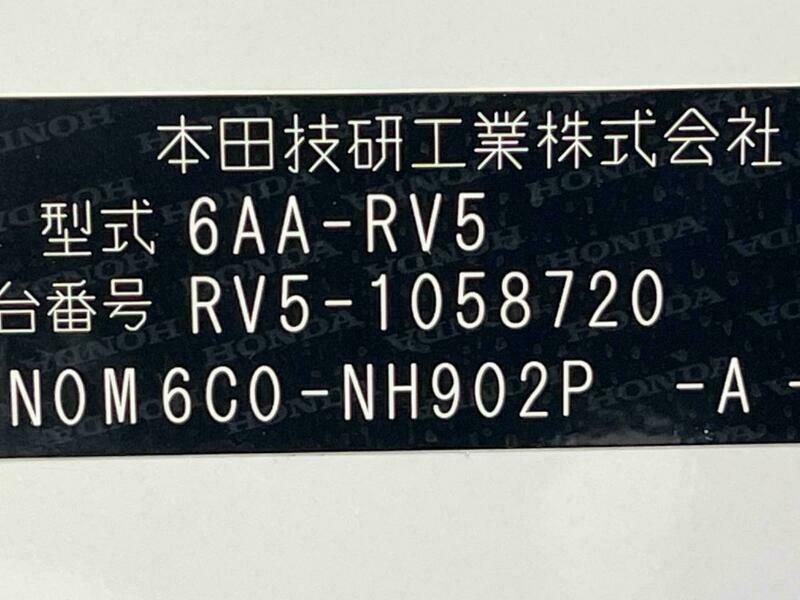 本田技研工業株式会社
型式 6AA-RV5
台番号 RV5-1058720
NOM6CO-NH902P -A -